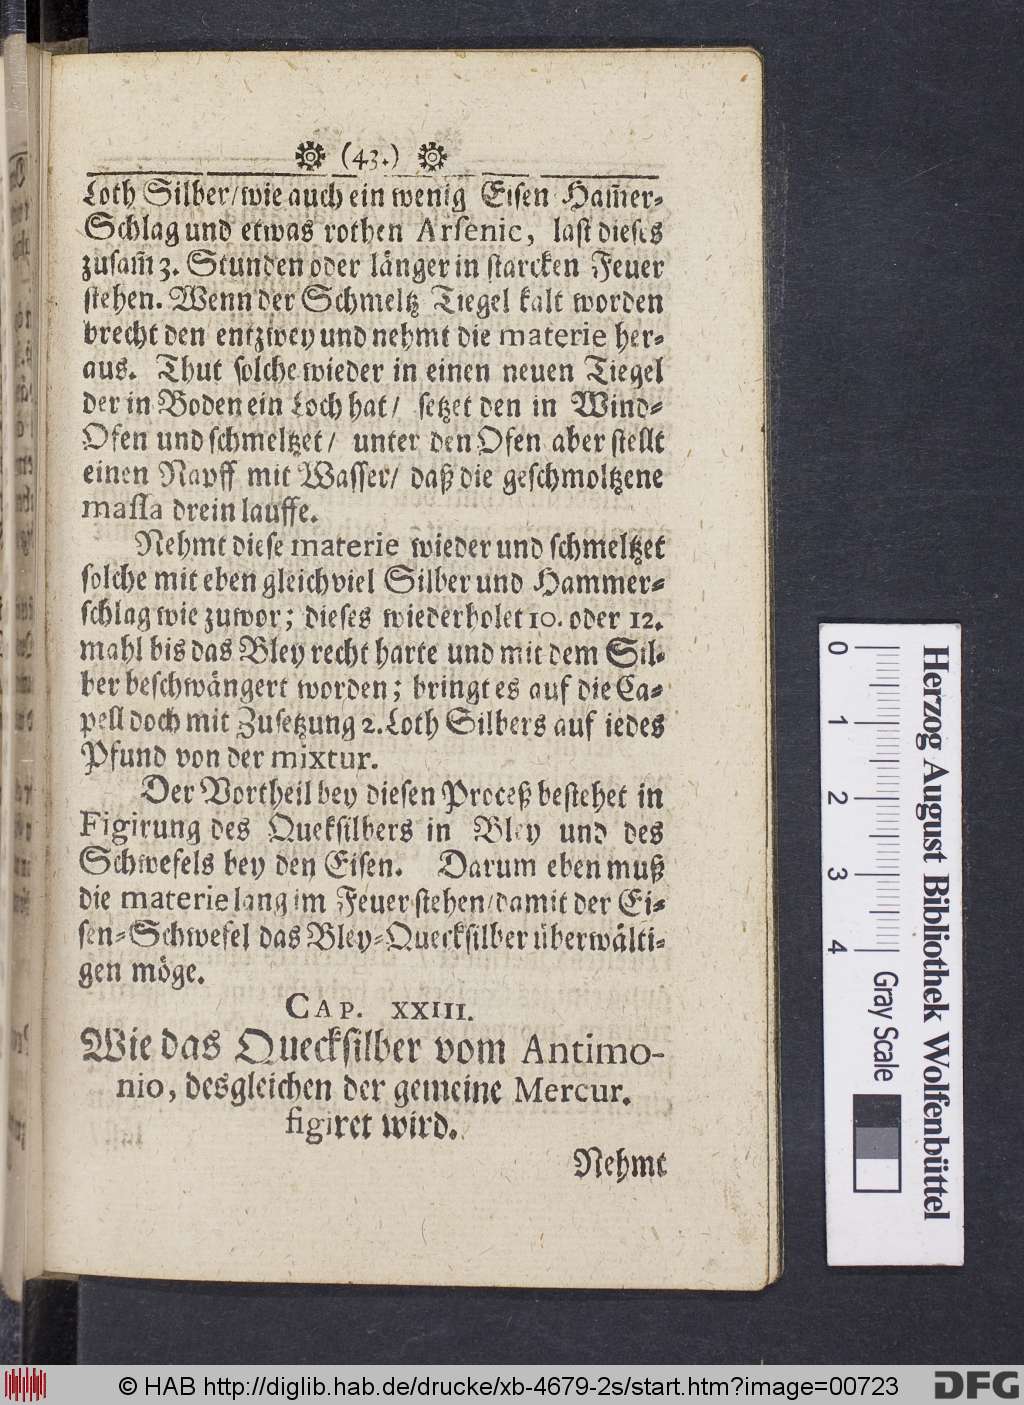 (43.)
Loth Silber/ wie auch ein wenig Eisen Ham̃er-
Schlag und etwas rothen Arsenic, last dieses
zusam̃ 3. Stunden oder länger in starcken Feuer
stehen. Wenn der Schmeltz Tiegel kalt worden
brecht den entzwey und nehmt die materie her-
aus. Thut solche wieder in einen neuen Tiegel
der in Boden ein Loch hat/ setzet den in Wind-
Ofen und schmeltzet/ unter den Ofen aber stellt
einen Napff mit Wasser/ daß die geschmoltzene
massa drein lauffe.
Nehmt diese materie wieder und schmeltzet
solche mit eben gleich viel Silber und Hammer-
schlag wie zuvor; dieses wiederholet 10. oder 12.
mahl bis das Bley recht harte und mit dem Sil-
ber beschwängert worden; bringt es auf die Ca-
pell doch mit Zusetzung 2. Loth Silbers auf iedes
Pfund von der mixtur.
Der Vortheil bey diesen Proceß bestehet in
Figirung des Queksilbers in Bley und des
Schwefels bey den Eisen. Darum eben muß
die materie lang im Feuer stehen/ damit der Ei-
sen-Schwefel das Bley-Quecksilber überwälti-
gen möge.
CAP. XXIII.
Wie das Quecksilber vom Antimo-
nio, desgleichen der gemeine Mercur.
figiret wird.
Nehmt
0 1 2 3 4
Gray Scale
Herzog August Bibliothek Wolfenbüttel
© HAB http://diglib.hab.de/drucke/xb-4679-2s/start.htm?image=00723
DFG